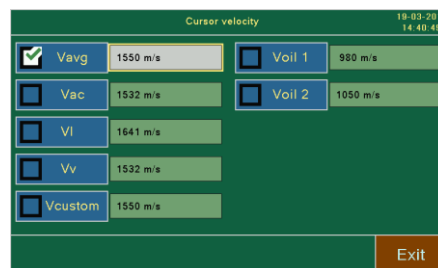 Cursor velocity
19-03-20
14:40:4
Vavg 1550 m/s Voil 1 980 m/s
Vac 1532 m/s Voil 2 1050 m/s
Vl 1641 m/s
Vv 1532 m/s
Vcustom 1550 m/s
Exit